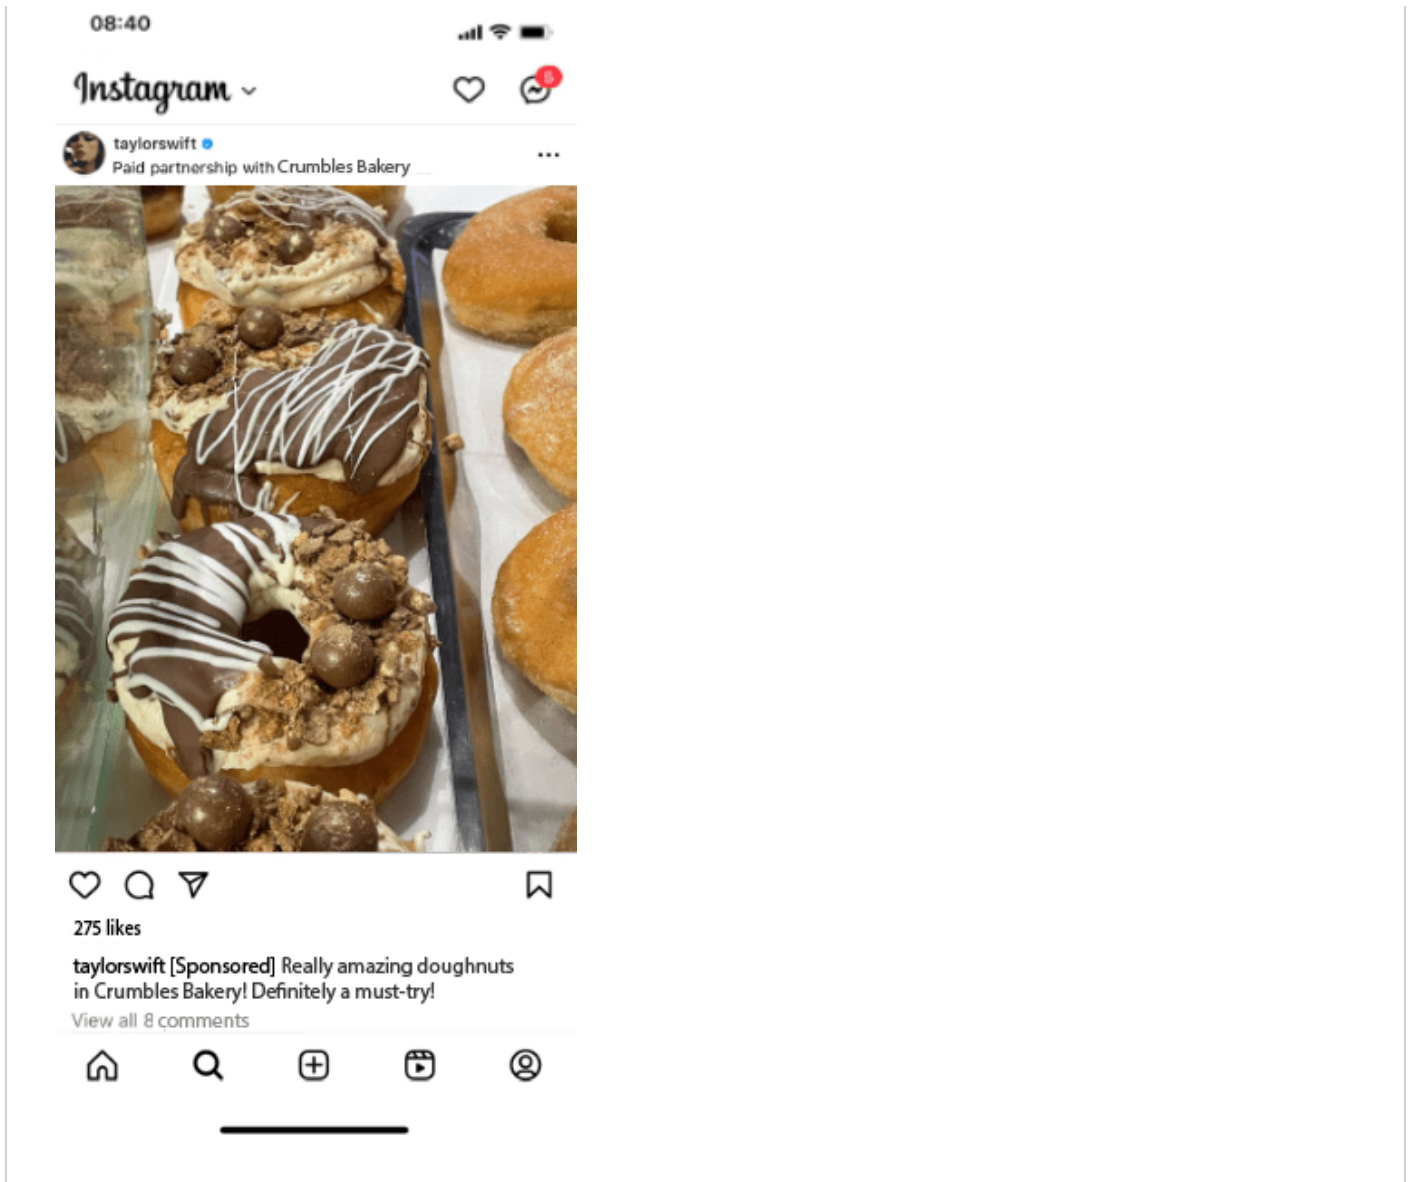 08:40
Instagram
5
taylorswift
Paid partnership with Crumbles Bakery
275 likes
taylorswift [Sponsored] Really amazing doughnuts
in Crumbles Bakery! Definitely a must-try!
View all 8 comments